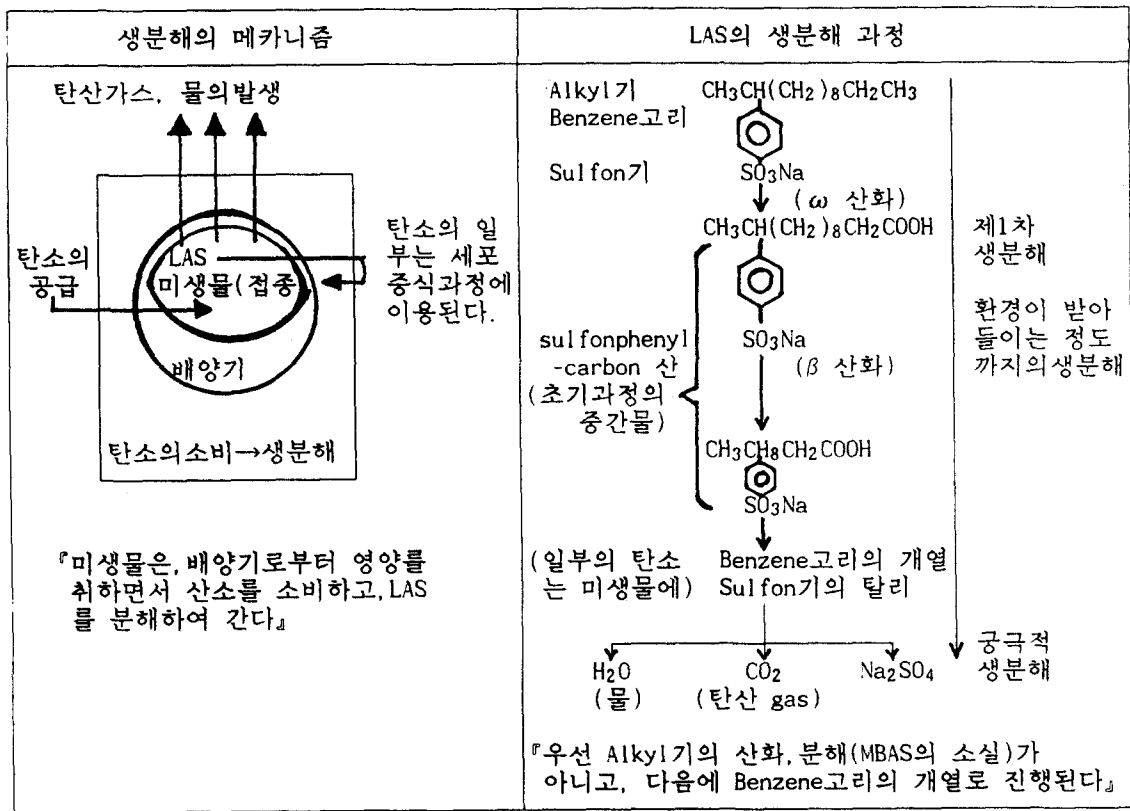 생분해의 메카니즘
탄산가스, 물의발생
탄소의
공급
LAS
미생물(접종
탄소의 일
부는 세포
중식과정에
이용된다.
배양기
탄소의소비→생분해
『미생물은,배양기로부터 영양를
취하면서 산소를 소비하고,LAS
를 분해하여 간다』
LAS의 생분해 과정
Alkyl기 CH3CH(CH2)8CH2CH3
Benzene고리
Sulfon기 SO3Na
(ω 산화)
CH3CH(CH2)8CH2COOH
제1차
생분해
SO3Na
(β 산화)
환경이 받아
들이는 정도
까지의생분해
sulfonphenyl
-carbon 산
(초기과정의
중간물)
CH3CH8CH2COOH
SO3Na
(일부의 탄소 Benzene고리의 개열
는 미생물에) Sulfon기의 탈리
H2O CO2 Na2SO4
(물) (탄산 gas)
궁극적
생분해
『우선 Alkyl기의 산화,분해(MBAS의 소실)가
아니고, 다음에 Benzene고리의 개열로 진행된다』